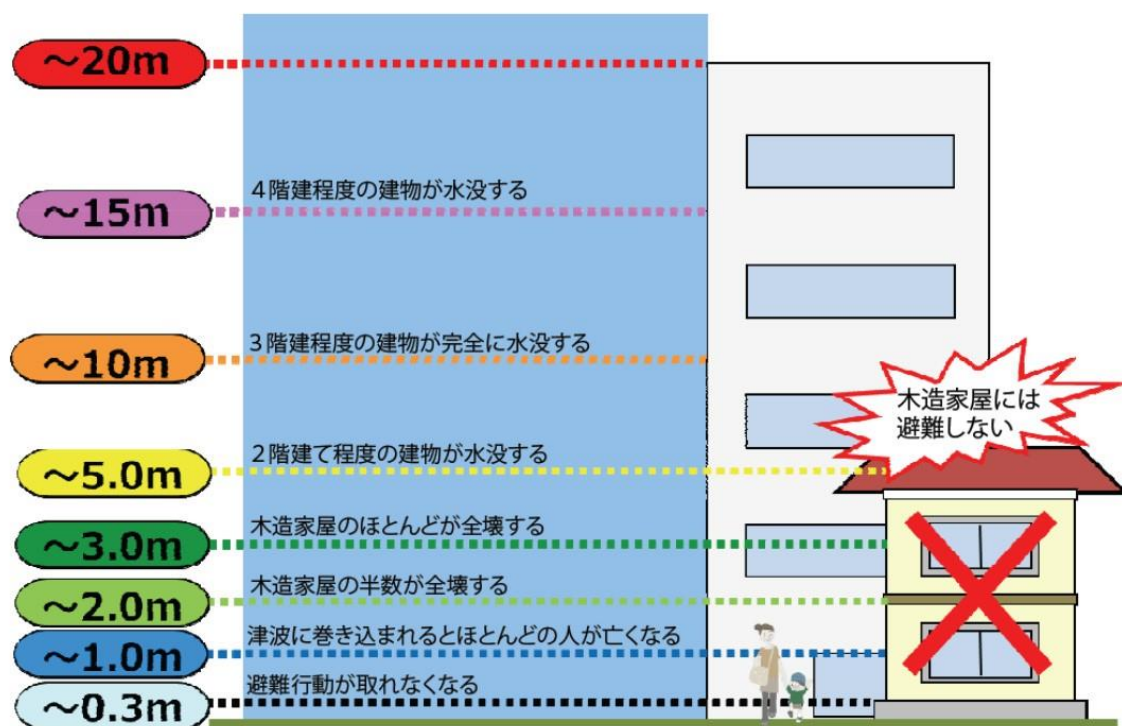 ～20m
４階建程度の建物が水没する
～15m
３階建程度の建物が完全に水没する
～10m
木造家屋には
避難しない
２階建て程度の建物が水没する
～5.0m
木造家屋のほとんどが全壊する
～3.0m
木造家屋の半数が全壊する
～2.0m
津波に巻き込まれるとほとんどの人が亡くなる
～1.0m
避難行動が取れなくなる
～0.3m